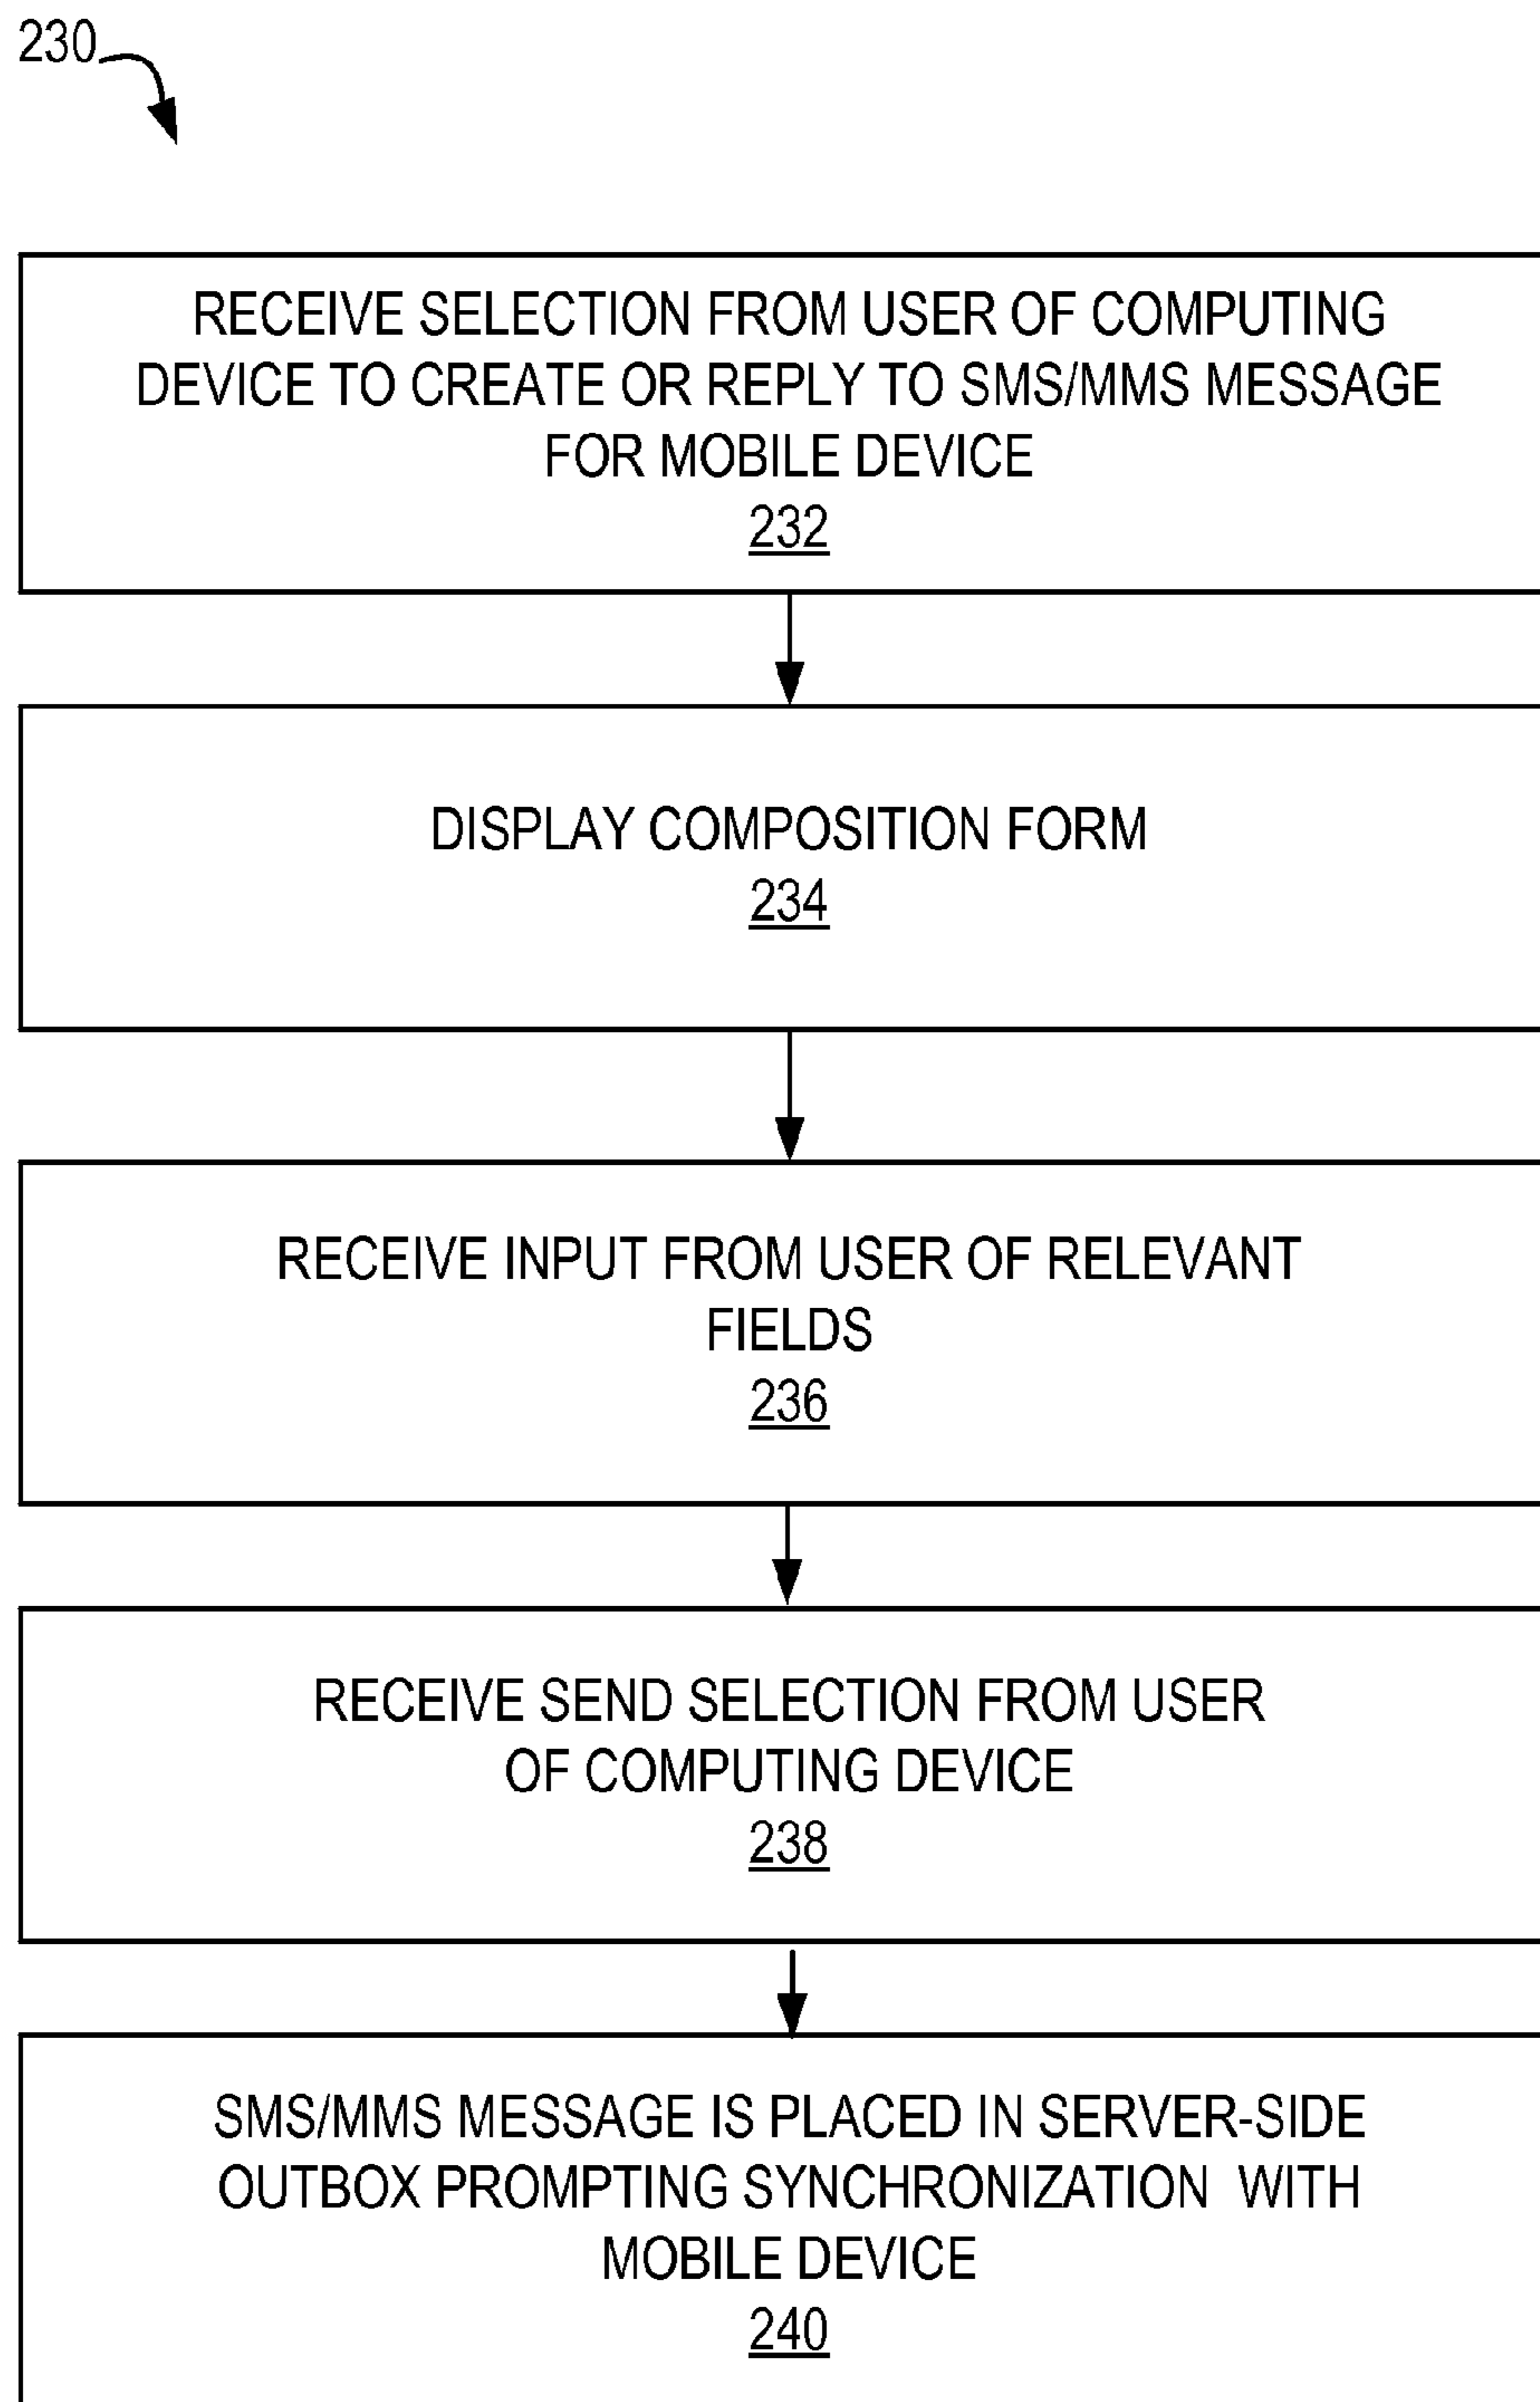 230
RECEIVE SELECTION FROM USER OF COMPUTING
DEVICE TO CREATE OR REPLY TO SMS/MMS MESSAGE
FOR MOBILE DEVICE
232
DISPLAY COMPOSITION FORM
234
RECEIVE INPUT FROM USER OF RELEVANT
FIELDS
236
RECEIVE SEND SELECTION FROM USER
OF COMPUTING DEVICE
238
SMS/MMS MESSAGE IS PLACED IN SERVER-SIDE
OUTBOX PROMPTING SYNCHRONIZATION WITH
MOBILE DEVICE
240